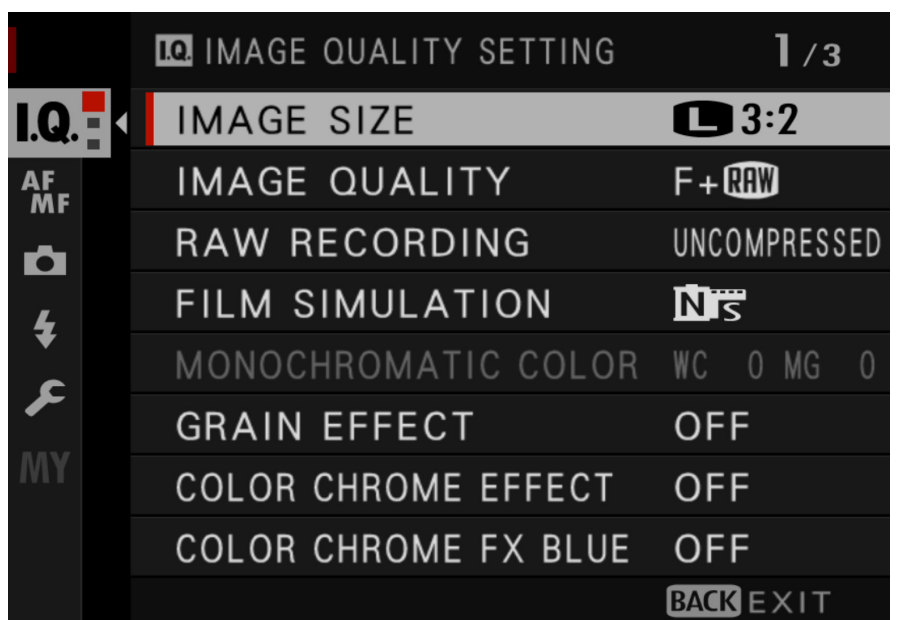 I.Q. IMAGE QUALITY SETTING 1/3
I.Q.
AF
MF
MY
IMAGE SIZE L 3:2
IMAGE QUALITY F+RAW
RAW RECORDING UNCOMPRESSED
FILM SIMULATION N S
MONOCHROMATIC COLOR WC 0 MG 0
GRAIN EFFECT OFF
COLOR CHROME EFFECT OFF
COLOR CHROME FX BLUE OFF
BACK EXIT